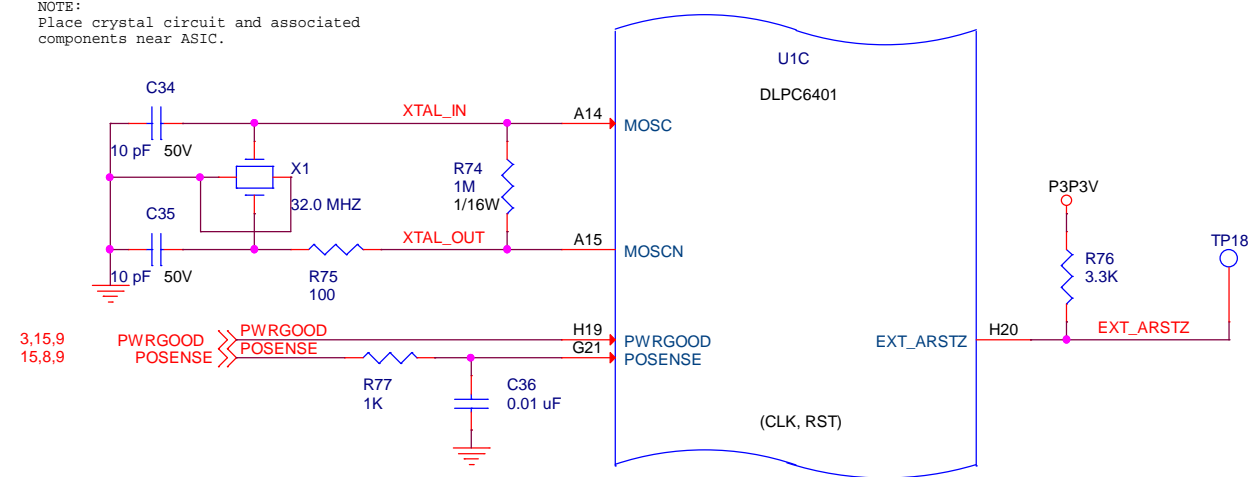 NOTE:
Place crystal circuit and associated
components near ASIC.
U1C
DLPC6401
C34
10 pF 50V
XTAL_IN
A14
MOSC
X1
32.0 MHZ
R74
1M
1/16W
C35
10 pF 50V
XTAL_OUT
A15
MOSCN
R75
100
P3P3V
R76
3.3K
TP18
3,15,9
PWRGOOD
PWRGOOD
H19
PWRGOOD
15,8,9
POSENSE
POSENSE
G21
POSENSE
EXT_ARSTZ
H20
EXT_ARSTZ
R77
1K
C36
0.01 uF
(CLK, RST)